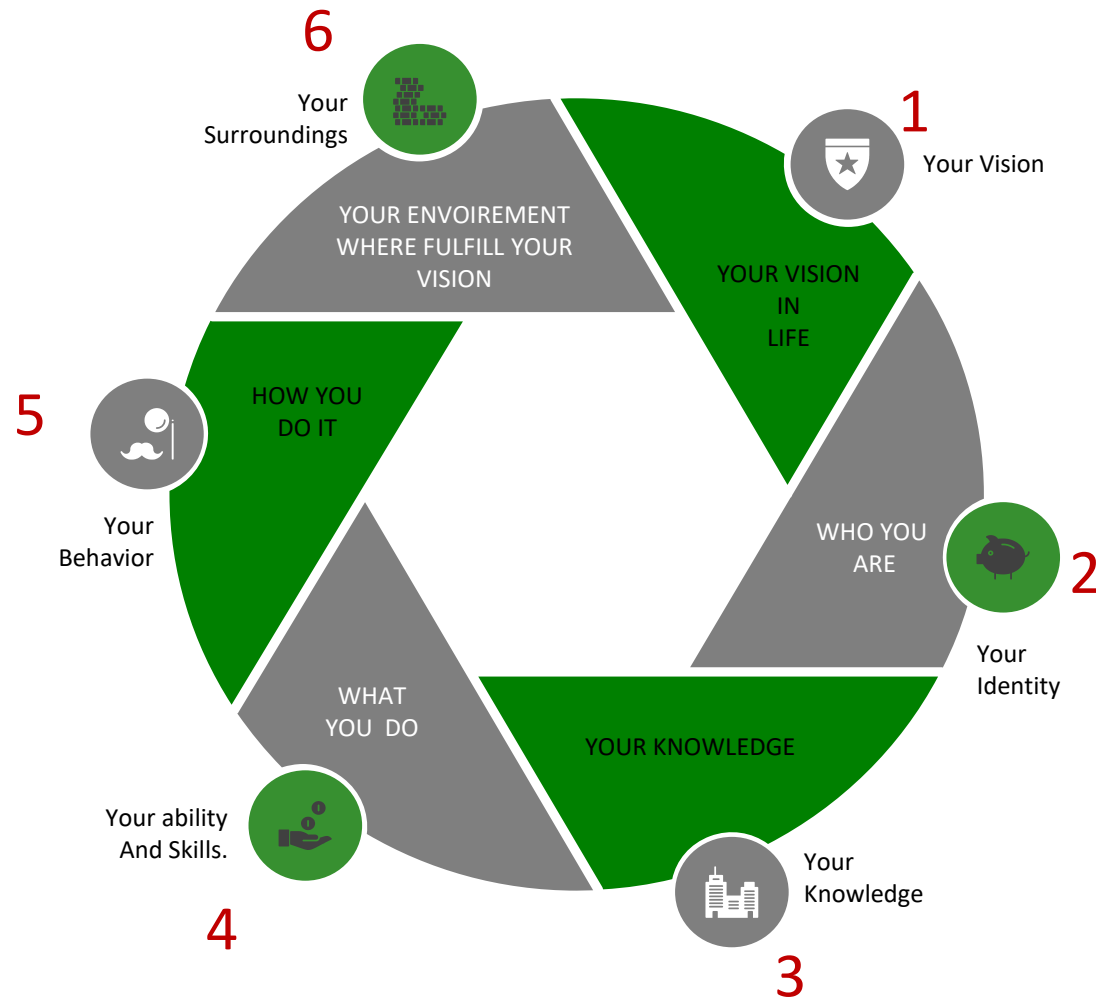 6
Your
Surroundings
1
Your Vision
YOUR ENVOIREMENT
WHERE FULFILL YOUR
VISION
YOUR VISION
IN
LIFE
5
HOW YOU
DO IT
Your
Behavior
WHO YOU
ARE
2
Your
Identity
WHAT
YOU DO
YOUR KNOWLEDGE
Your ability
And Skills.
4
Your
Knowledge
3